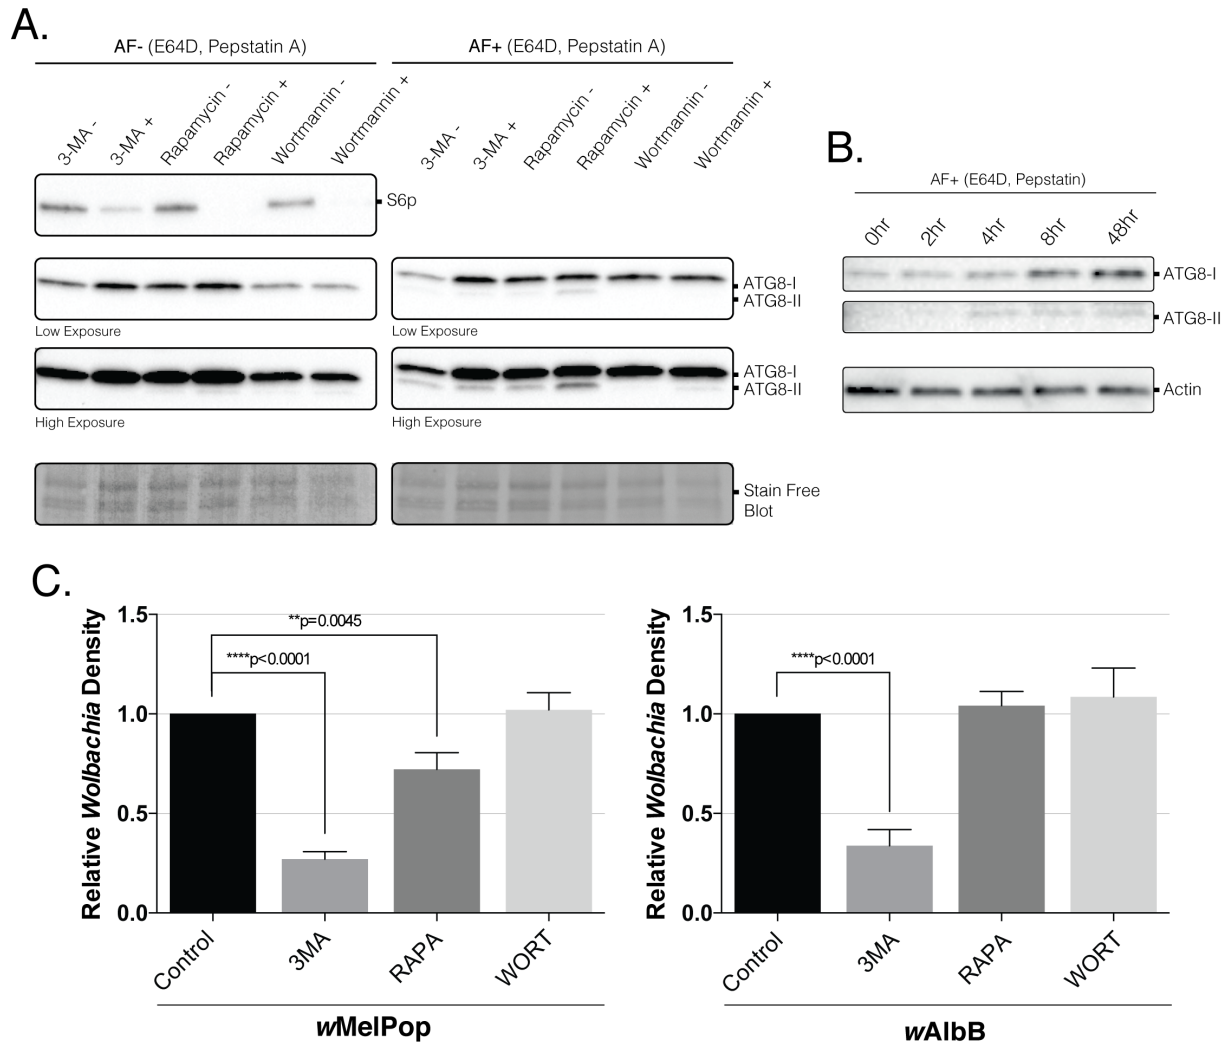 A.
AF- (E64D, Pepstatin A)
AF+ (E64D, Pepstatin A)
3-MA -
3-MA +
Rapamycin -
Rapamycin +
Wortmannin -
Wortmannin +
3-MA -
3-MA +
Rapamycin -
Rapamycin +
Wortmannin -
Wortmannin +
S6p
ATG8-I
ATG8-II
Low Exposure
Low Exposure
ATG8-I
ATG8-II
High Exposure
High Exposure
Stain Free
Blot
B.
AF+ (E64D, Pepstatin)
0hr
2hr
4hr
8hr
48hr
ATG8-I
ATG8-II
Actin
C.
Relative Wolbachia Density
1.5
1.0
0.5
0.0
**p=0.0045
****p<0.0001
Control
3MA
RAPA
WORT
wMelPop
Relative Wolbachia Density
1.5
1.0
0.5
0.0
****p<0.0001
Control
3MA
RAPA
WORT
wAlbB